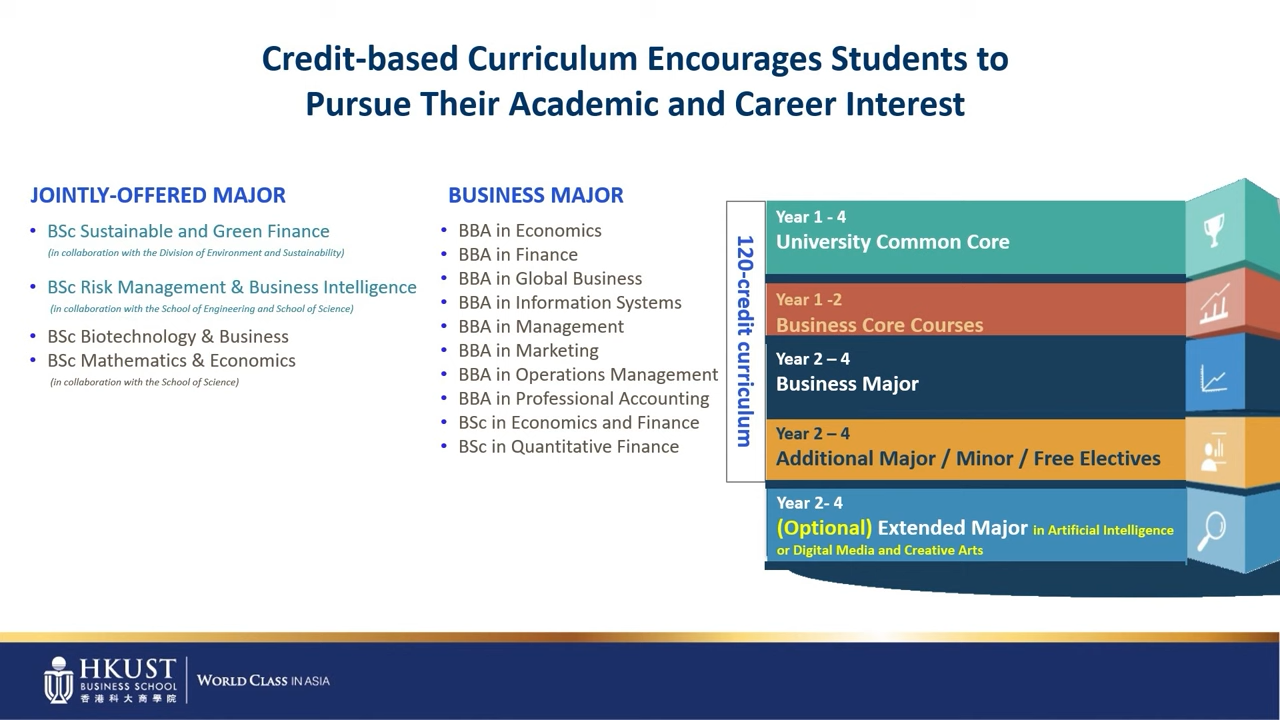 Credit-based Curriculum Encourages Students to
Pursue Their Academic and Career Interest
JOINTLY-OFFERED MAJOR
• BSc Sustainable and Green Finance
(in collaboration with the Division of Environment and Sustainability)
• BSc Risk Management & Business Intelligence
(in collaboration with the School of Engineering and School of Science)
• BSc Biotechnology & Business
• BSc Mathematics & Economics
(in collaboration with the School of Science)
BUSINESS MAJOR
• BBA in Economics
• BBA in Finance
• BBA in Global Business
• BBA in Information Systems
• BBA in Management
• BBA in Marketing
• BBA in Operations Management
• BBA in Professional Accounting
• BSc in Economics and Finance
• BSc in Quantitative Finance
120-credit curriculum
Year 1 - 4
University Common Core
Year 1 -2
Business Core Courses
Year 2 – 4
Business Major
Year 2 – 4
Additional Major / Minor / Free Electives
Year 2- 4
(Optional) Extended Major in Artificial Intelligence
or Digital Media and Creative Arts
HKUST
BUSINESS SCHOOL
香港科大商學院
WORLD CLASS IN ASIA